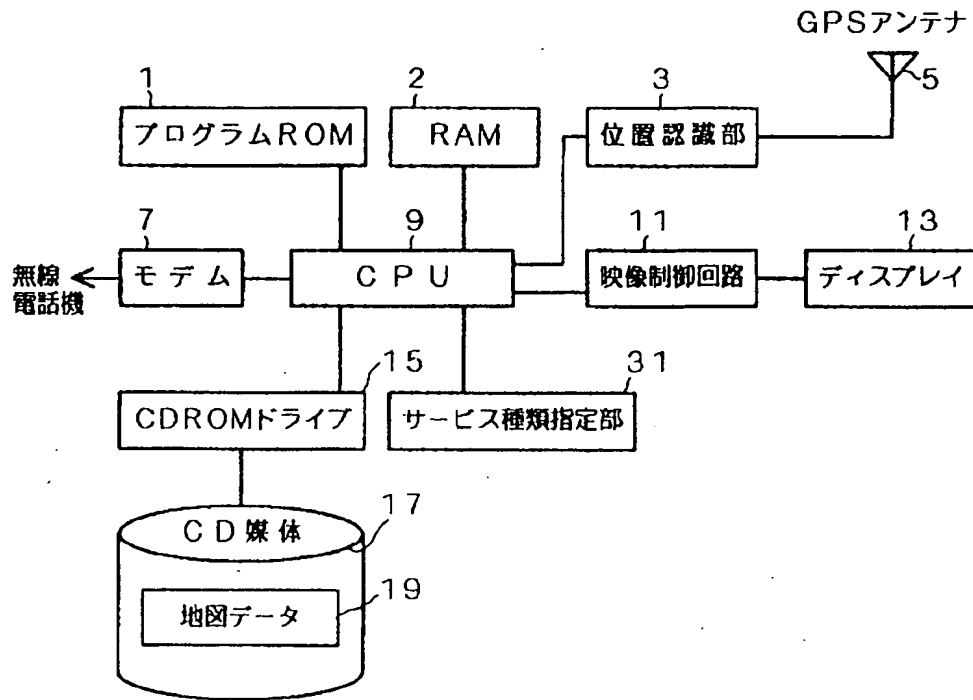 GPSアンテナ
1
2
3
5
プログラムROM
RAM
位置認識部
7
9
11
13
無線
電話機
モデム
CPU
映像制御回路
ディスプレイ
15
31
CDROMドライブ
サービス種類指定部
CD媒体
17
地図データ
19